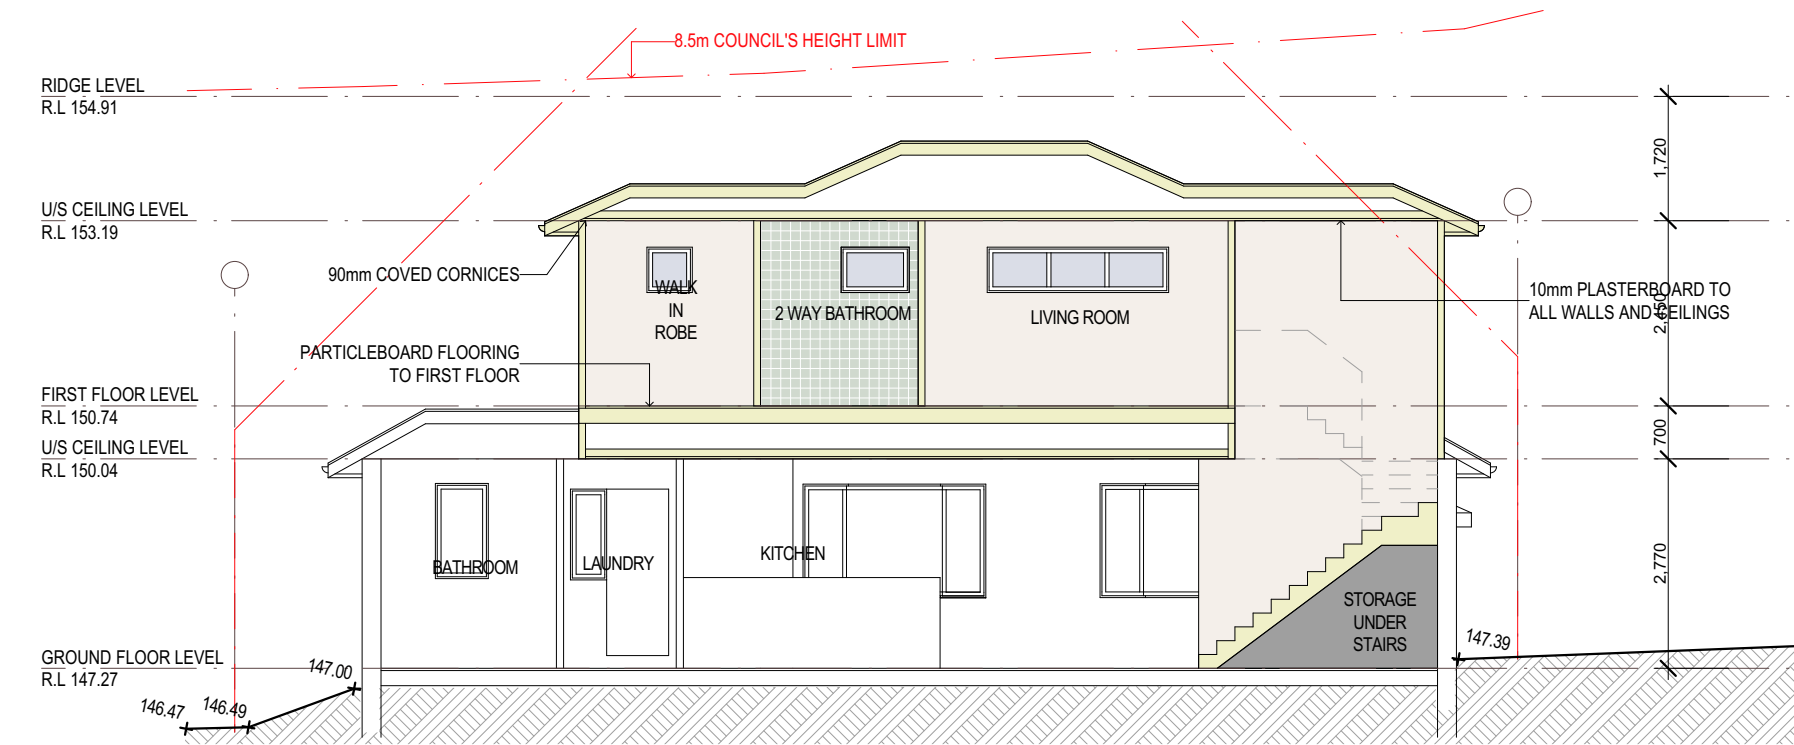 8.5m COUNCIL'S HEIGHT LIMIT
RIDGE LEVEL
R.L 154.91
1,720
U/S CEILING LEVEL
R.L 153.19
90mm COVED CORNICES
WALK
IN
ROBE
2 WAY BATHROOM
LIVING ROOM
10mm PLASTERBOARD TO
ALL WALLS AND CEILINGS
2,450
PARTICLEBOARD FLOORING
TO FIRST FLOOR
FIRST FLOOR LEVEL
R.L 150.74
700
U/S CEILING LEVEL
R.L 150.04
BATHROOM
LAUNDRY
KITCHEN
2,770
STORAGE
UNDER
STAIRS
GROUND FLOOR LEVEL
R.L 147.27
147.00
147.39
146.47
146.49